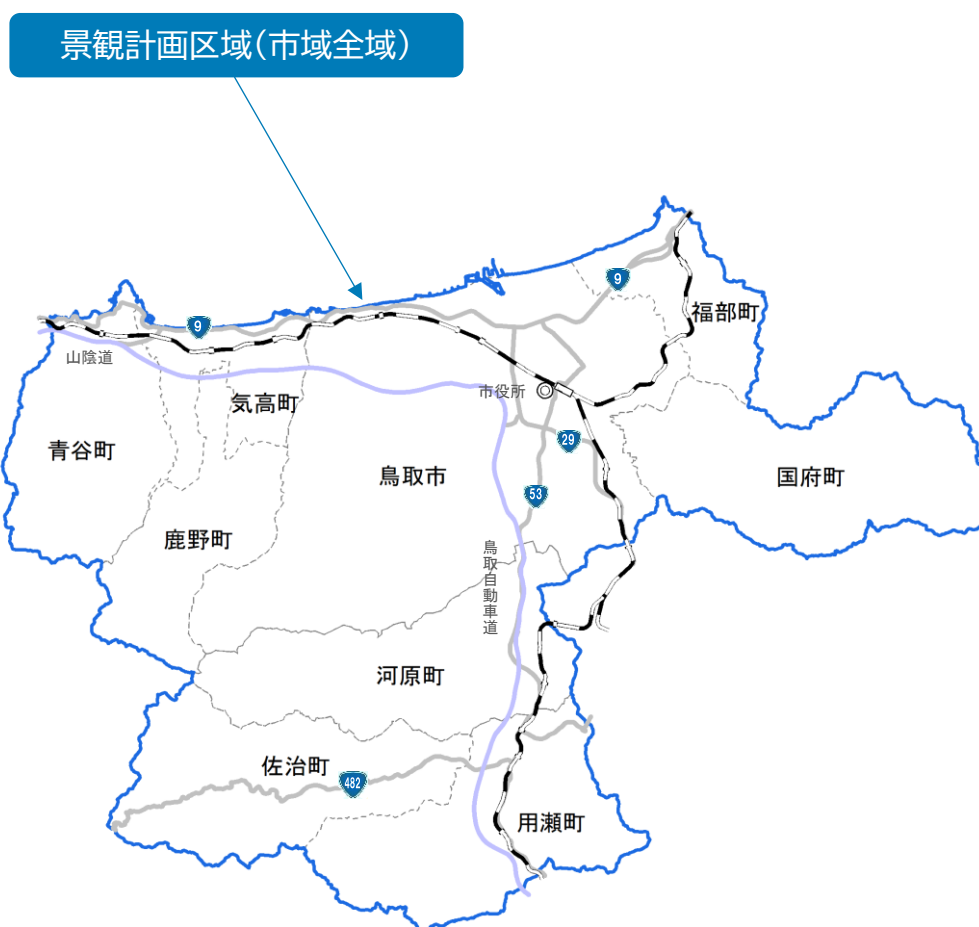 景観計画区域(市域全域)
9
福部町
9
山陰道
市役所
気高町
29
青谷町
鳥取市
国府町
53
鹿野町
鳥取自動車道
河原町
佐治町
482
用瀬町